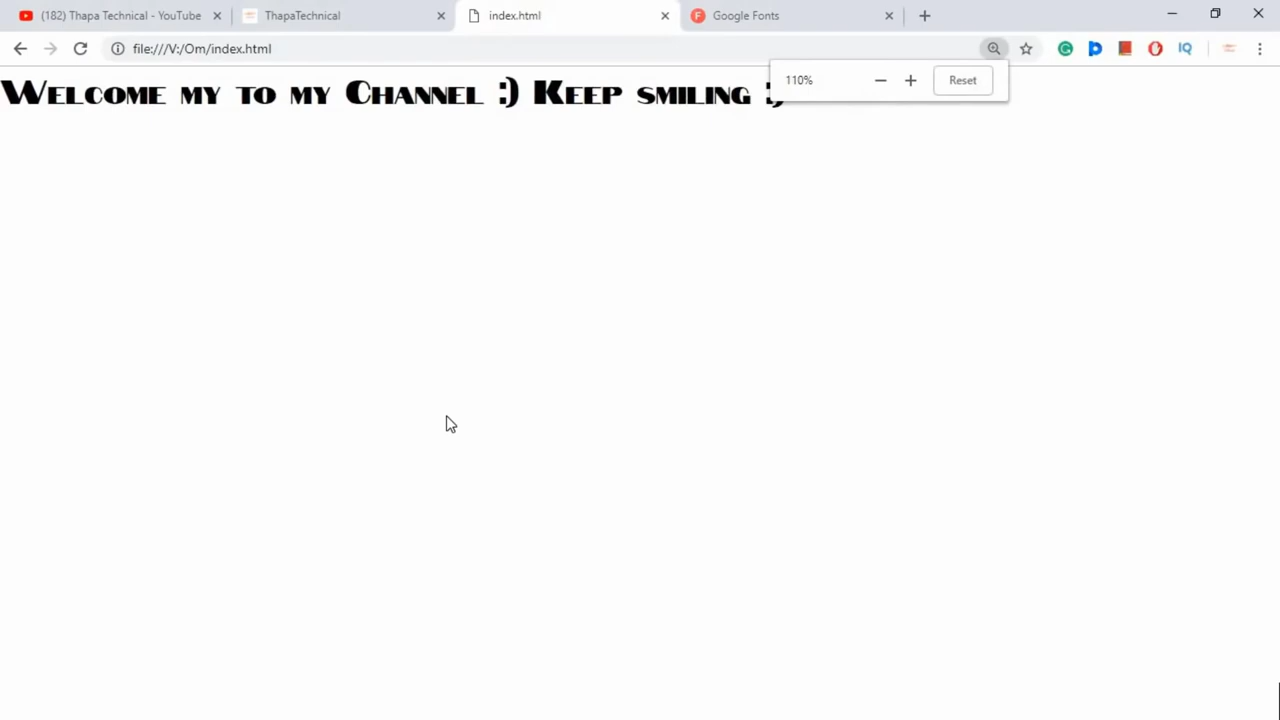 (182) Thapa Technical - YouTube
ThapaTechnical
index.html
Google Fonts
file:///V:/Om/index.html
110%
Reset
Welcome my to my Channel :) Keep smiling :)